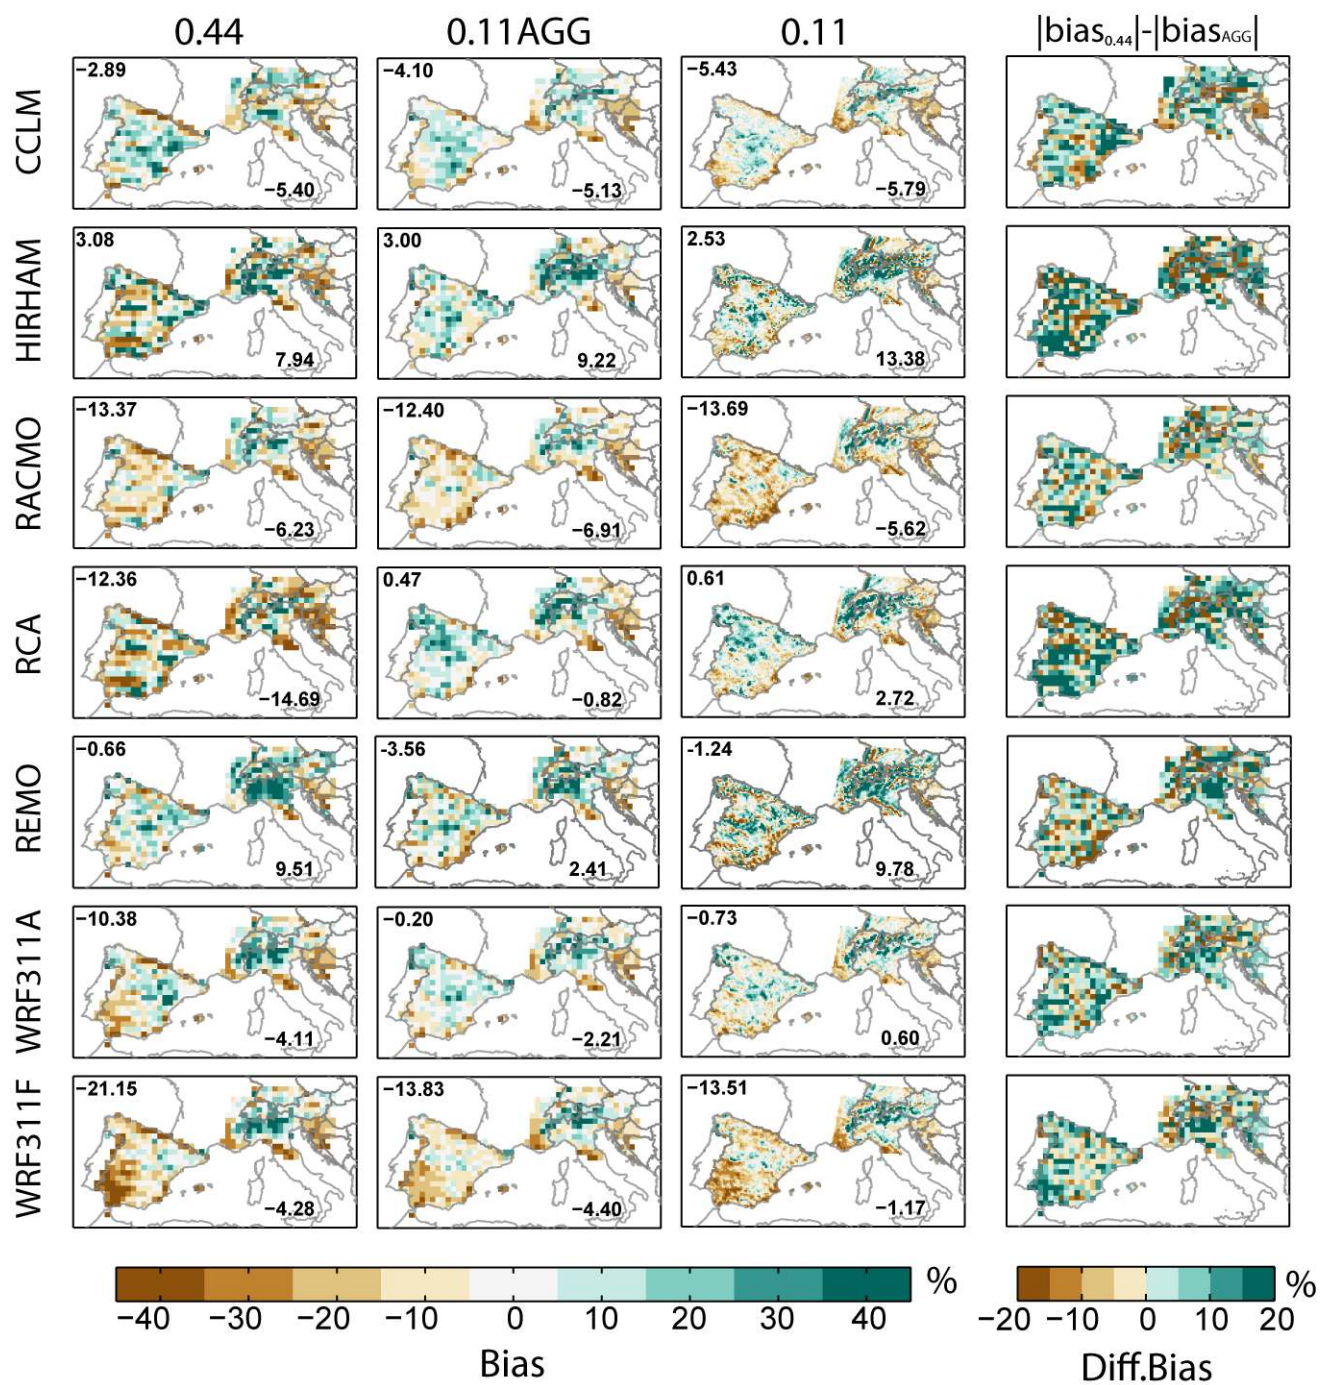 0.44 0.11AGG 0.11 |bias0.44|-|biasAGG|
CCLM
−2.89 −4.10 −5.43
−5.40 −5.13 −5.79
HIRHAM
3.08 3.00 2.53
7.94 9.22 13.38
RACMO
−13.37 −12.40 −13.69
−6.23 −6.91 −5.62
RCA
−12.36 0.47 0.61
−14.69 −0.82 2.72
REMO
−0.66 -3.56 -1.24
9.51 2.41 9.78
WRF311A
−10.38 −0.20 −0.73
−4.11 −2.21 0.60
WRF311F
−21.15 −13.83 −13.51
−4.28 −4.40 −1.17
% %
−40 −30 −20 −10 0 10 20 30 40 −20 −10 0 10 20
Bias Diff.Bias